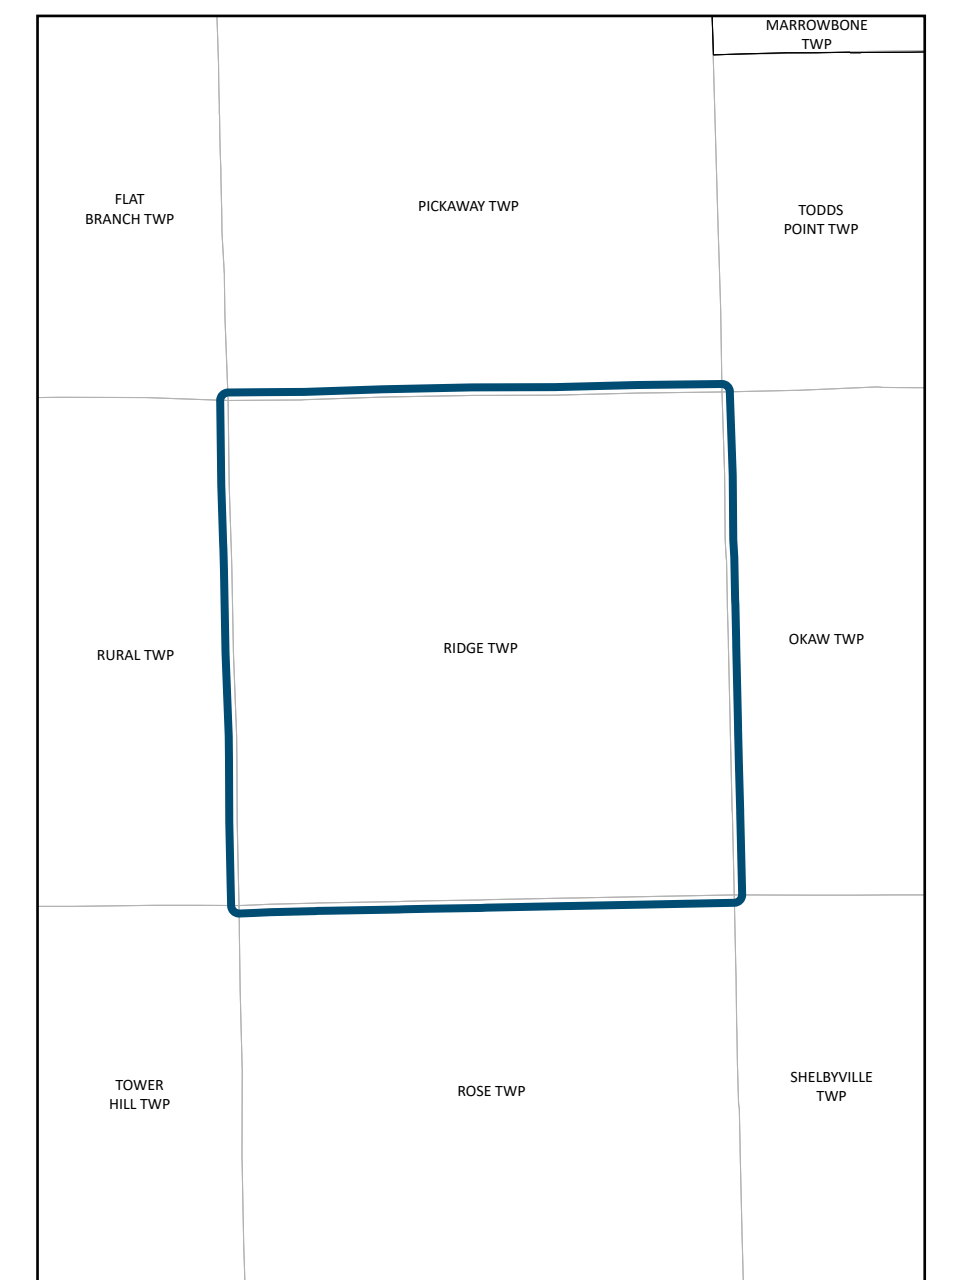 MARROWBONE
TWP
FLAT
BRANCH TWP
PICKAWAY TWP
TODDS
POINT TWP
RURAL TWP
RIDGE TWP
OKAW TWP
TOWER
HILL TWP
ROSE TWP
SHELBYVILLE
TWP